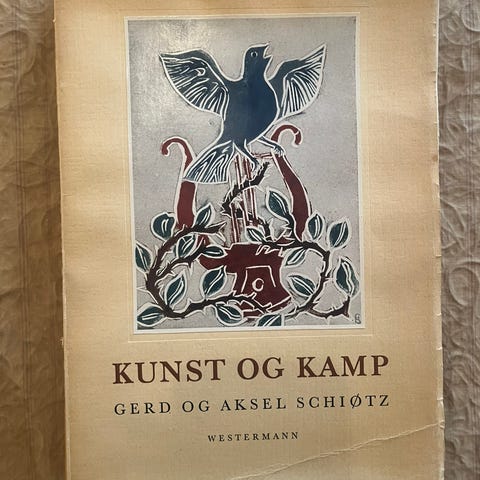 KUNST OG KAMP
GERD OG AKSEL SCHIØTZ
WESTERMANN